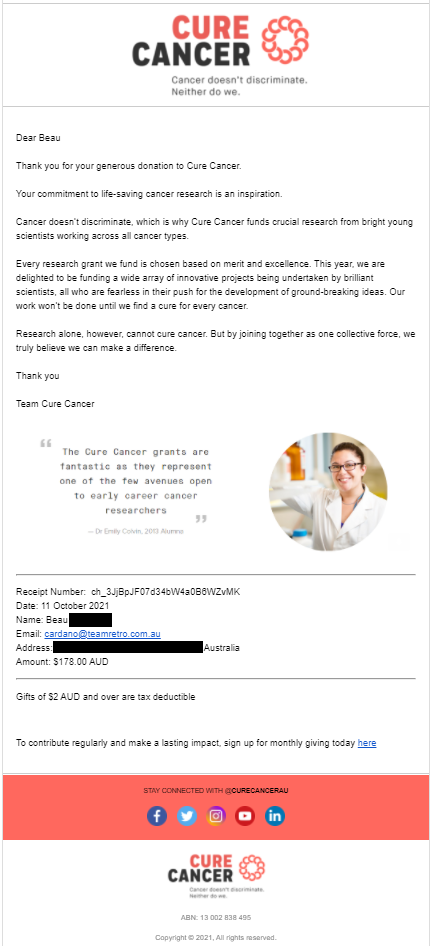 CURE
CANCER
Cancer doesn't discriminate.
Neither do we.
Dear Beau
Thank you for your generous donation to Cure Cancer.
Your commitment to life-saving cancer research is an inspiration.
Cancer doesn't discriminate, which is why Cure Cancer funds crucial research from bright young
scientists working across all cancer types.
Every research grant we fund is chosen based on merit and excellence. This year, we are
delighted to be funding a wide array of innovative projects being undertaken by brilliant
scientists, all who are fearless in their push for the development of ground-breaking ideas. Our
work won't be done until we find a cure for every cancer.
Research alone, however, cannot cure cancer. But by joining together as one collective force, we
truly believe we can make a difference.
Thank you
Team Cure Cancer
“ The Cure Cancer grants are
fantastic as they represent
one of the few avenues open
to early career cancer
researchers ”
— Dr Emily Colvin, 2013 Alumna
Receipt Number: ch_3JjBpJF07d34bW4a0B6WZvMK
Date: 11 October 2021
Name: Beau
Email: cardano@teamretro.com.au
Address: Australia
Amount: $178.00 AUD
Gifts of $2 AUD and over are tax deductible
To contribute regularly and make a lasting impact, sign up for monthly giving today here
STAY CONNECTED WITH @CURECANCERAU
CURE
CANCER
Cancer doesn't discriminate.
Neither do we.
ABN: 13 002 838 495
Copyright © 2021, All rights reserved.